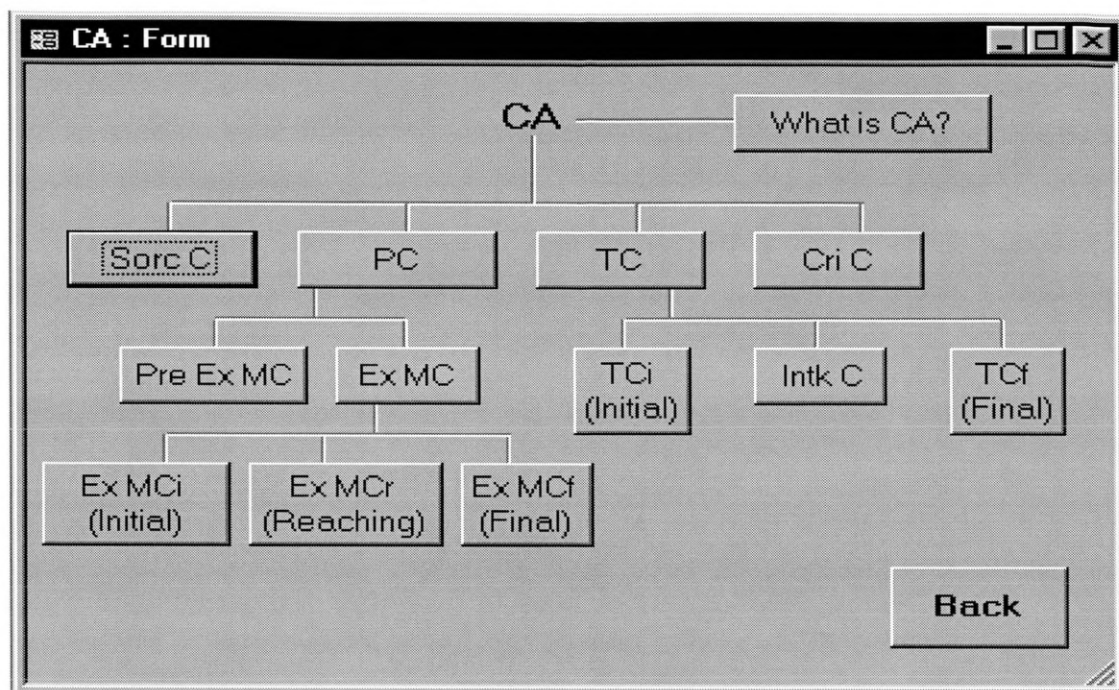 CA : Form
CA
What is CA?
Sorc C
PC
TC
Cri C
Pre Ex MC
Ex MC
TCi
(Initial)
Intk C
TCf
(Final)
Ex MCi
(Initial)
Ex MCr
(Reaching)
Ex MCf
(Final)
Back